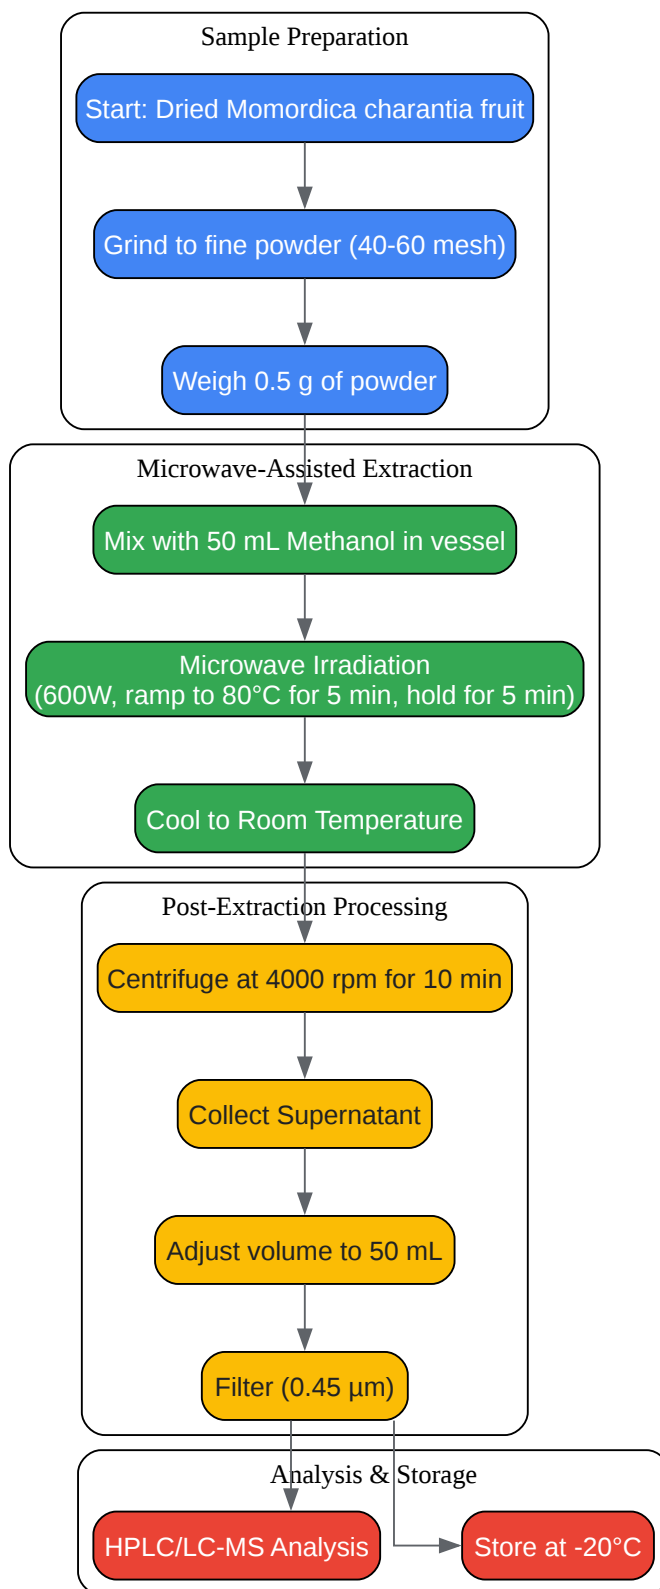 Sample Preparation
Start: Dried Momordica charantia fruit
Grind to fine powder (40-60 mesh)
Weigh 0.5 g of powder
Microwave-Assisted Extraction
Mix with 50 mL Methanol in vessel
Microwave Irradiation
(600W, ramp to 80°C for 5 min, hold for 5 min)
Cool to Room Temperature
Post-Extraction Processing
Centrifuge at 4000 rpm for 10 min
Collect Supernatant
Adjust volume to 50 mL
Filter (0.45 µm)
Analysis & Storage
HPLC/LC-MS Analysis
Store at -20°C